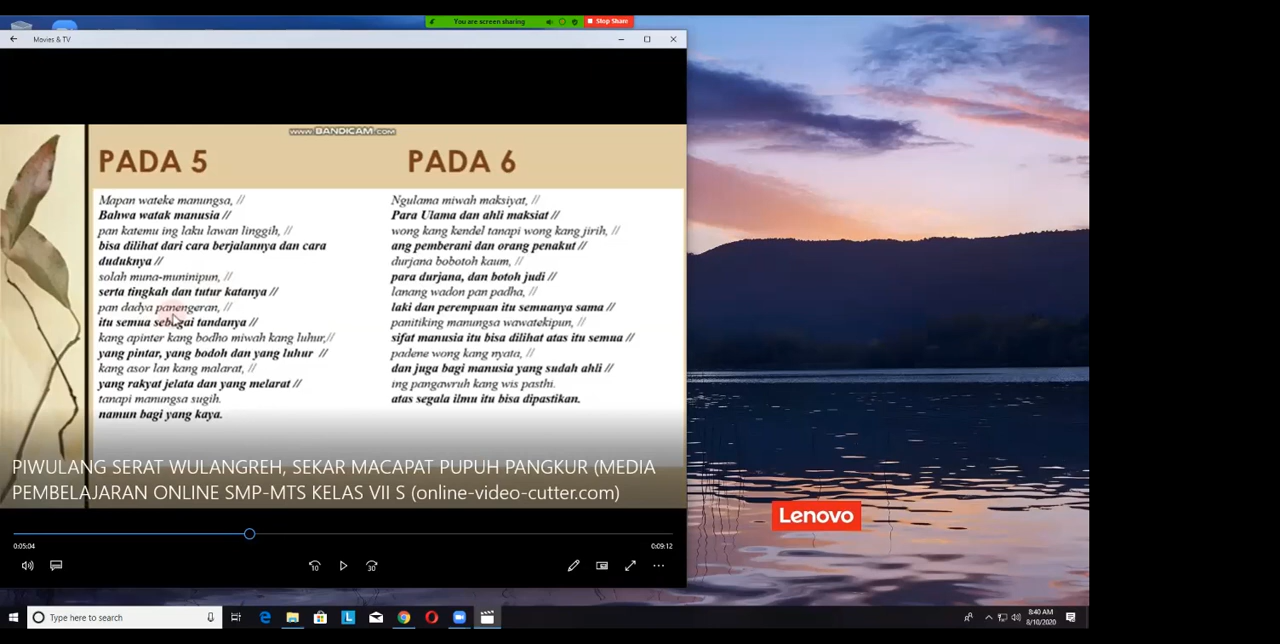 You are screen sharing
Stop Share
Movies & TV
www.BANDICAM.com
PADA 5
Mapan wateke manungsa, //
Bahwa watak manusia //
pan katemu ing laku lawan linggih, //
bisa dilihat dari cara berjalannya dan cara
duduknya //
solah muna-muninipun, //
serta tingkah dan tutur katanya //
pan dadya panengeran, //
itu semua sebagai tandanya //
kang apinter kang bodho miwah kang luhur,//
yang pintar, yang bodoh dan yang luhur //
kang asor lan kang malarat, //
yang rakyat jelata dan yang melarat //
tanapi manungsa sugih.
namun bagi yang kaya.
PADA 6
Ngulama miwah maksiyat, //
Para Ulama dan ahli maksiat //
wong kang kendel tanapi wong kang jirih, //
ang pemberani dan orang penakut //
durjana bobotoh kaum, //
para durjana, dan botoh judi //
lanang wadon pan padha, //
laki dan perempuan itu semuanya sama //
panitiking manungsa wawatekipun, //
sifat manusia itu bisa dilihat atas itu semua //
padene wong kang nyata, //
dan juga bagi manusia yang sudah ahli //
ing pangawruh kang wis pasthi.
atas segala ilmu itu bisa dipastikan.
PIWULANG SERAT WULANGREH, SEKAR MACAPAT PUPUH PANGKUR (MEDIA
PEMBELAJARAN ONLINE SMP-MTS KELAS VII S (online-video-cutter.com)
0:05:04
0:09:12
10
30
Lenovo
Type here to search
8:40 AM
8/10/2020